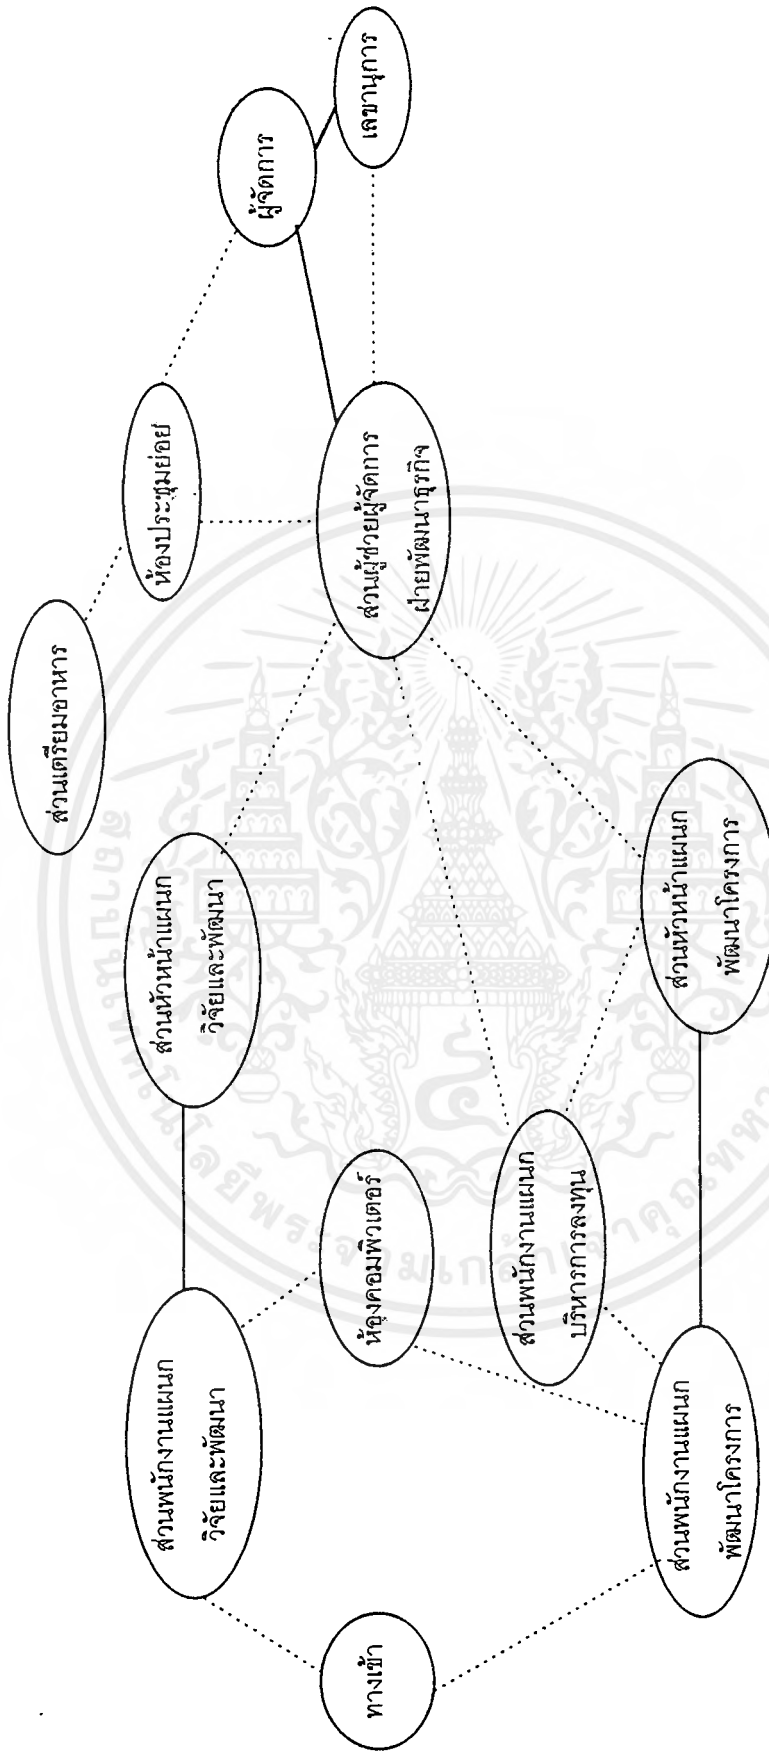 ส่วนเตรียมอาหาร
ห้องประชุมย่อย
ผู้จัดการ
เลขานุการ
ส่วนพนักงานแผนก
วิจัยและพัฒนา
ส่วนหัวหน้าแผนก
วิจัยและพัฒนา
ส่วนผู้ช่วยผู้จัดการ
ฝ่ายพัฒนาธุรกิจ
ทางเข้า
ห้องคอมพิวเตอร์
ส่วนพนักงานแผนก
บริหารการลงทุน
ส่วนพนักงานแผนก
พัฒนาโครงการ
ส่วนหัวหน้าแผนก
พัฒนาโครงการ